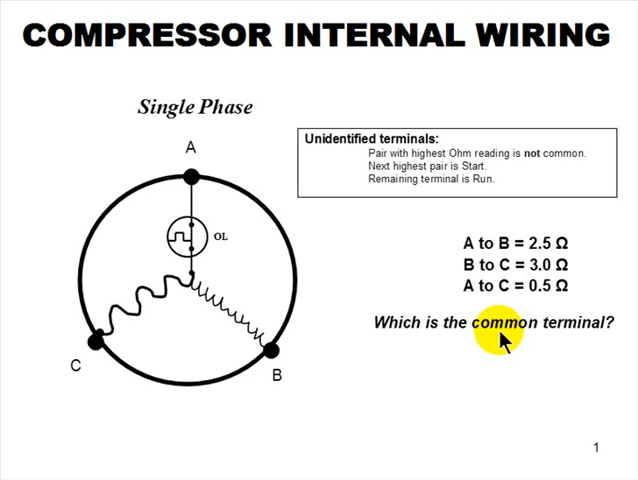 COMPRESSOR INTERNAL WIRING
Single Phase
A
OL
C
B
Unidentified terminals:
Pair with highest Ohm reading is not common.
Next highest pair is Start.
Remaining terminal is Run.
A to B = 2.5 Ω
B to C = 3.0 Ω
A to C = 0.5 Ω
Which is the common terminal?
1